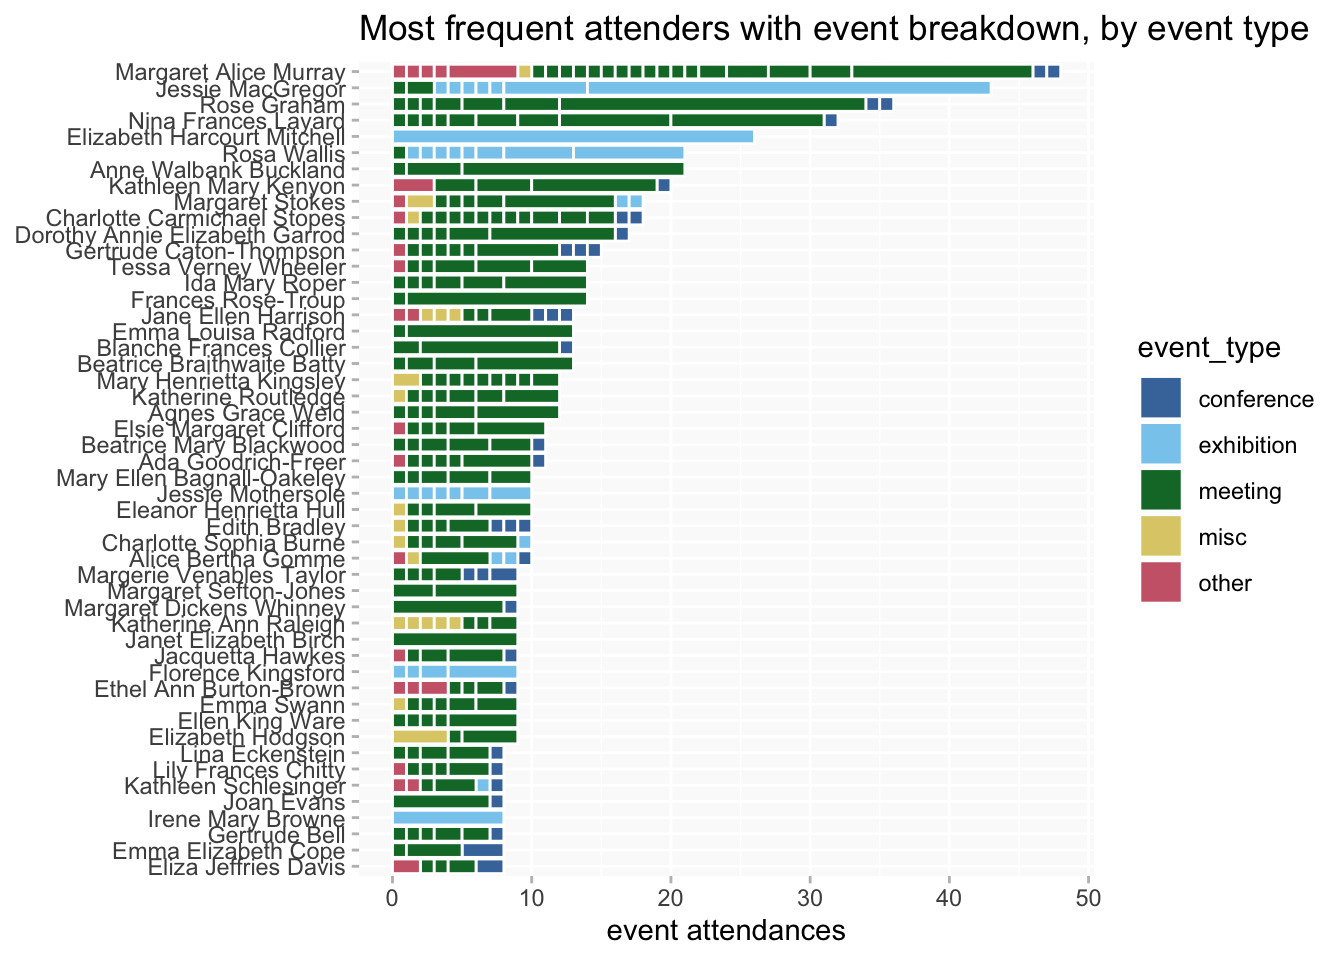 Most frequent attenders with event breakdown, by event type
Margaret Alice Murray
Jessie MacGregor
Rose Graham
Nina Frances Layard
Elizabeth Harcourt Mitchell
Rosa Wallis
Anne Walbank Buckland
Kathleen Mary Kenyon
Margaret Stokes
Charlotte Carmichael Stopes
Dorothy Annie Elizabeth Garrod
Gertrude Caton-Thompson
Tessa Verney Wheeler
Ida Mary Roper
Frances Rose-Troup
Jane Ellen Harrison
Emma Louisa Radford
Blanche Frances Collier
Beatrice Braithwaite Batty
Mary Henrietta Kingsley
Katherine Routledge
Agnes Grace Weld
Elsie Margaret Clifford
Beatrice Mary Blackwood
Ada Goodrich-Freer
Mary Ellen Bagnall-Oakeley
Jessie Mothersole
Eleanor Henrietta Hull
Edith Bradley
Charlotte Sophia Burne
Alice Bertha Gomme
Margerie Venables Taylor
Margaret Sefton-Jones
Margaret Dickens Whinney
Katherine Ann Raleigh
Janet Elizabeth Birch
Jacquetta Hawkes
Florence Kingsford
Ethel Ann Burton-Brown
Emma Swann
Ellen King Ware
Elizabeth Hodgson
Lina Eckenstein
Lily Frances Chitty
Kathleen Schlesinger
Joan Evans
Irene Mary Browne
Gertrude Bell
Emma Elizabeth Cope
Eliza Jeffries Davis
0 10 20 30 40 50
event attendances
event_type
conference
exhibition
meeting
misc
other